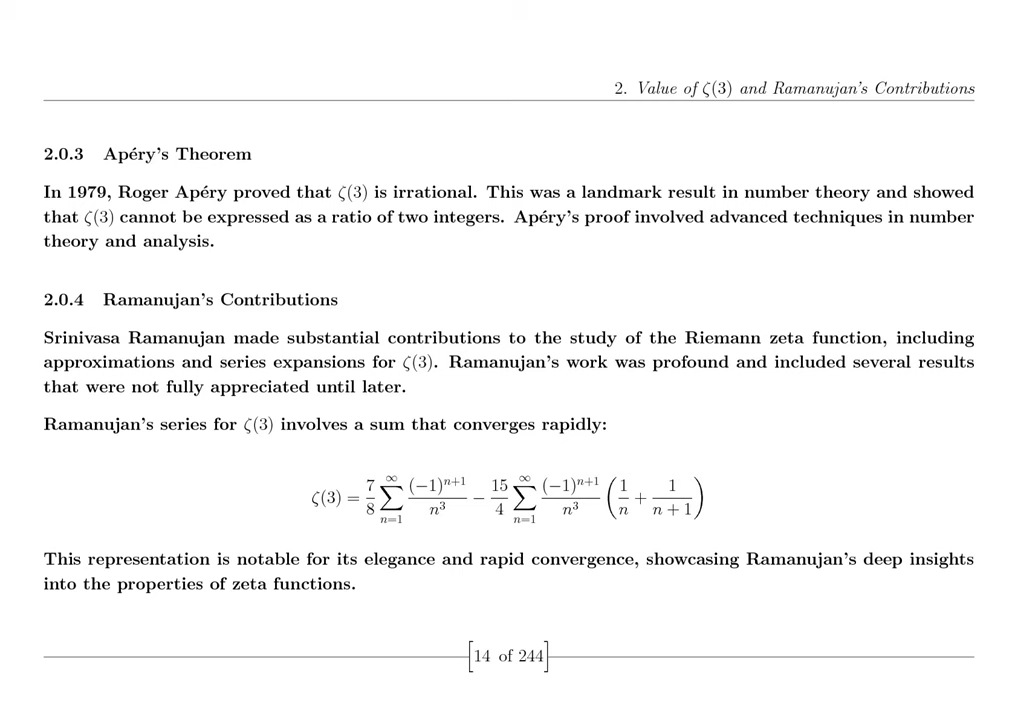 2. Value of ζ(3) and Ramanujan's Contributions
2.0.3 Apéry's Theorem
In 1979, Roger Apéry proved that ζ(3) is irrational. This was a landmark result in number theory and showed
that ζ(3) cannot be expressed as a ratio of two integers. Apéry's proof involved advanced techniques in number
theory and analysis.
2.0.4 Ramanujan's Contributions
Srinivasa Ramanujan made substantial contributions to the study of the Riemann zeta function, including
approximations and series expansions for ζ(3). Ramanujan's work was profound and included several results
that were not fully appreciated until later.
Ramanujan's series for ζ(3) involves a sum that converges rapidly:
ζ(3) = 7/8 ∑_{n=1}^{∞} (−1)^{n+1}/n^3 − 15/4 ∑_{n=1}^{∞} (−1)^{n+1}/n^3 (1/n + 1/(n+1))
This representation is notable for its elegance and rapid convergence, showcasing Ramanujan's deep insights
into the properties of zeta functions.
[14 of 244]